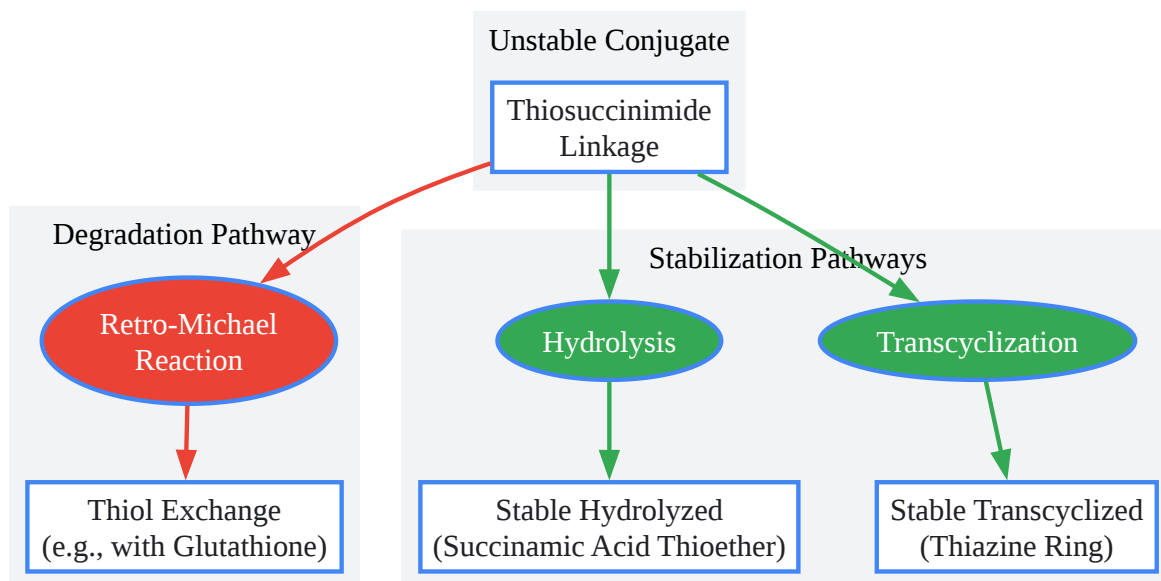 Unstable Conjugate
Thiosuccinimide
Linkage
Degradation Pathway
Stabilization Pathways
Retro-Michael
Reaction
Hydrolysis
Transcyclization
Thiol Exchange
(e.g., with Glutathione)
Stable Hydrolyzed
(Succinamic Acid Thioether)
Stable Transcyclized
(Thiazine Ring)